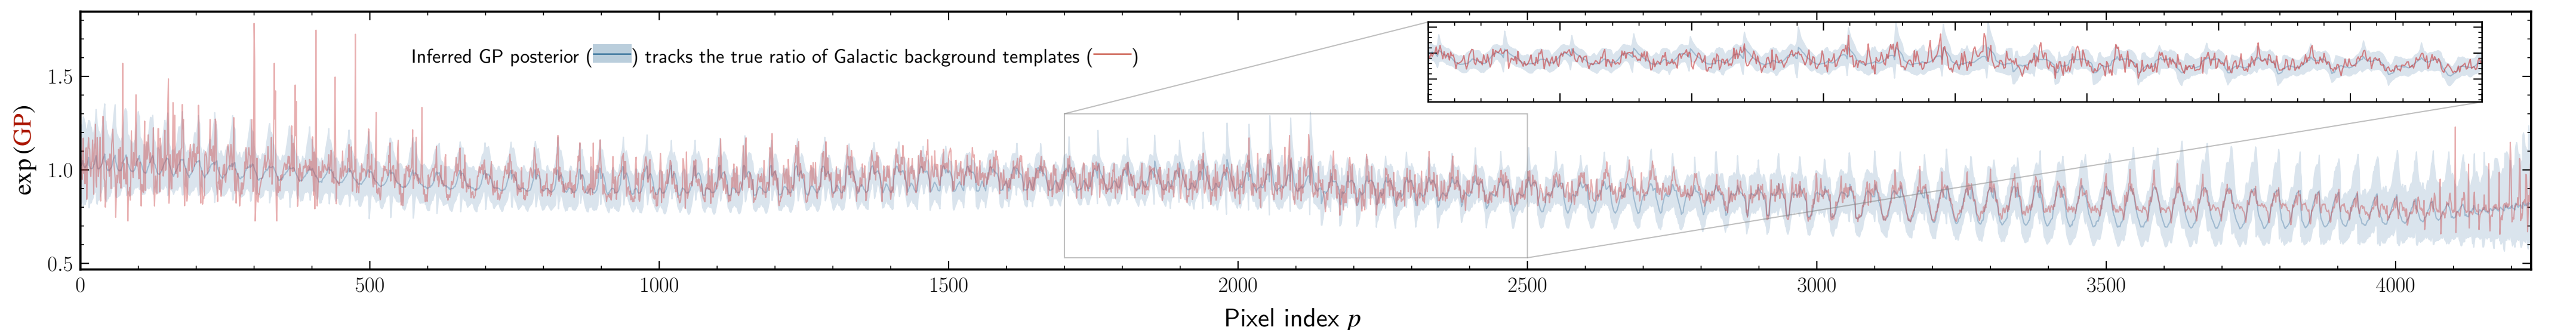 Inferred GP posterior ( ) tracks the true ratio of Galactic background templates ( )
exp (GP)
1.5
1.0
0.5
0 500 1000 1500 2000 2500 3000 3500 4000
Pixel index p